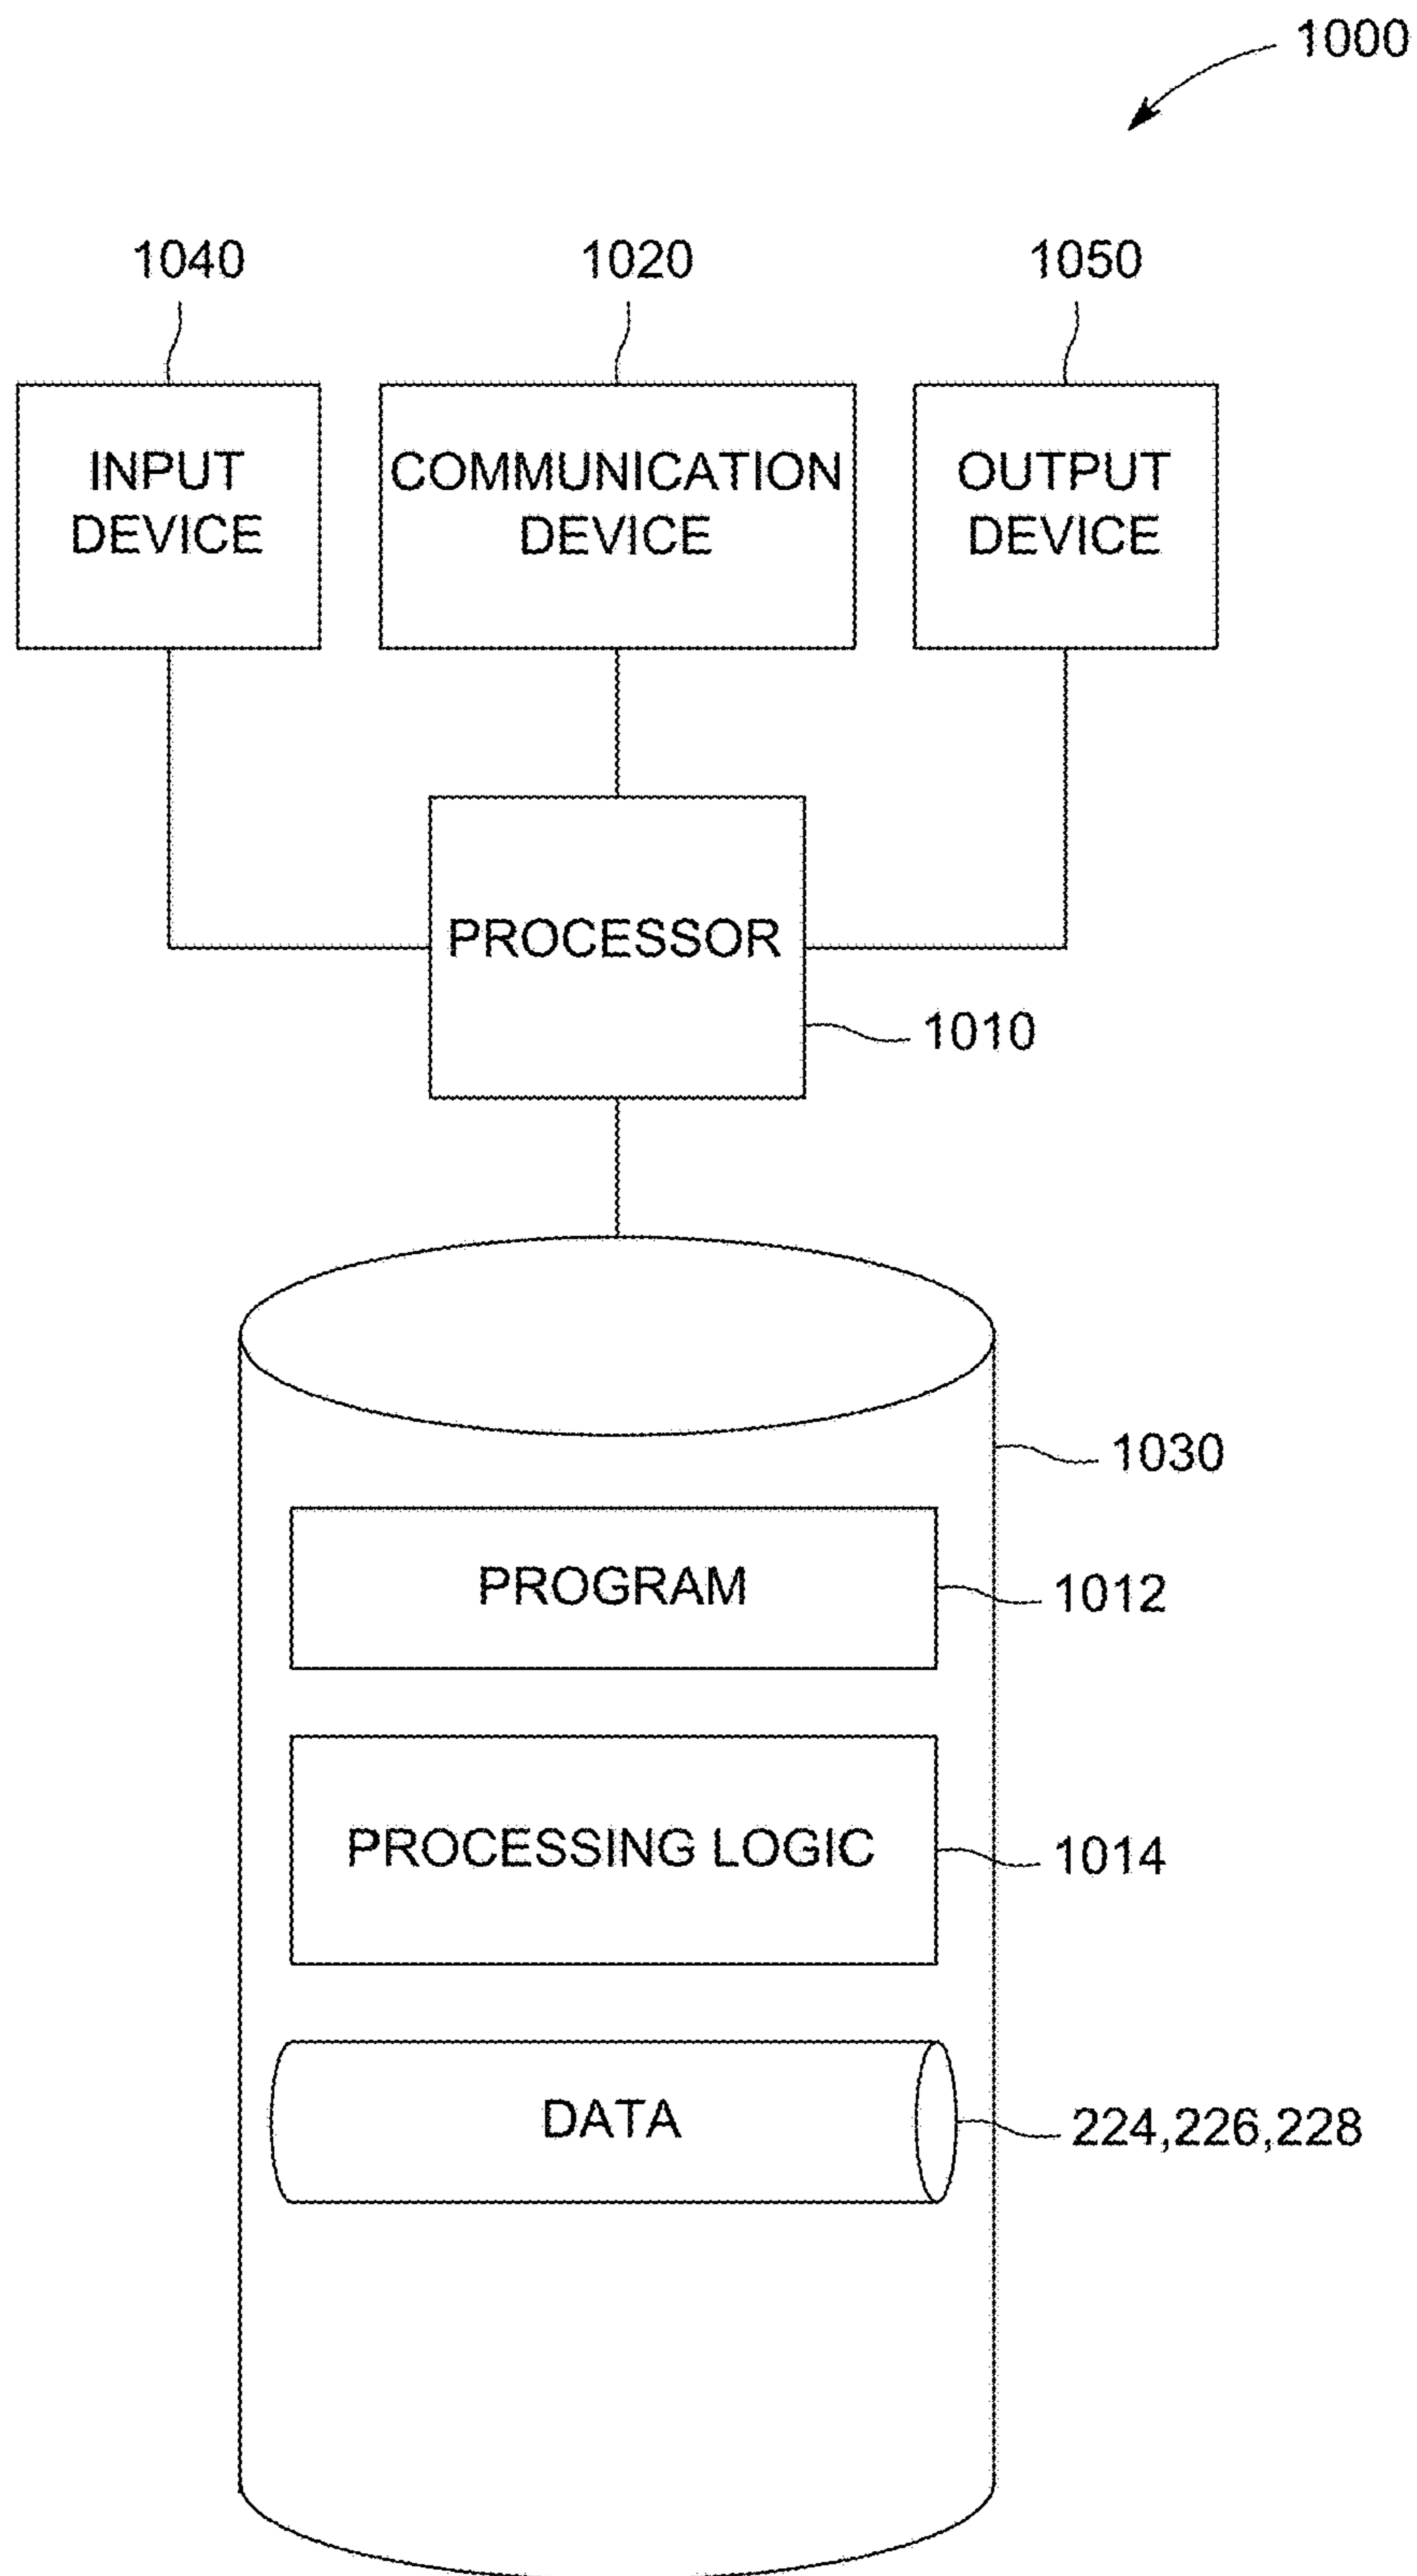 1000
1040
1020
1050
INPUT
DEVICE
COMMUNICATION
DEVICE
OUTPUT
DEVICE
PROCESSOR
1010
1030
PROGRAM
1012
PROCESSING LOGIC
1014
DATA
224,226,228